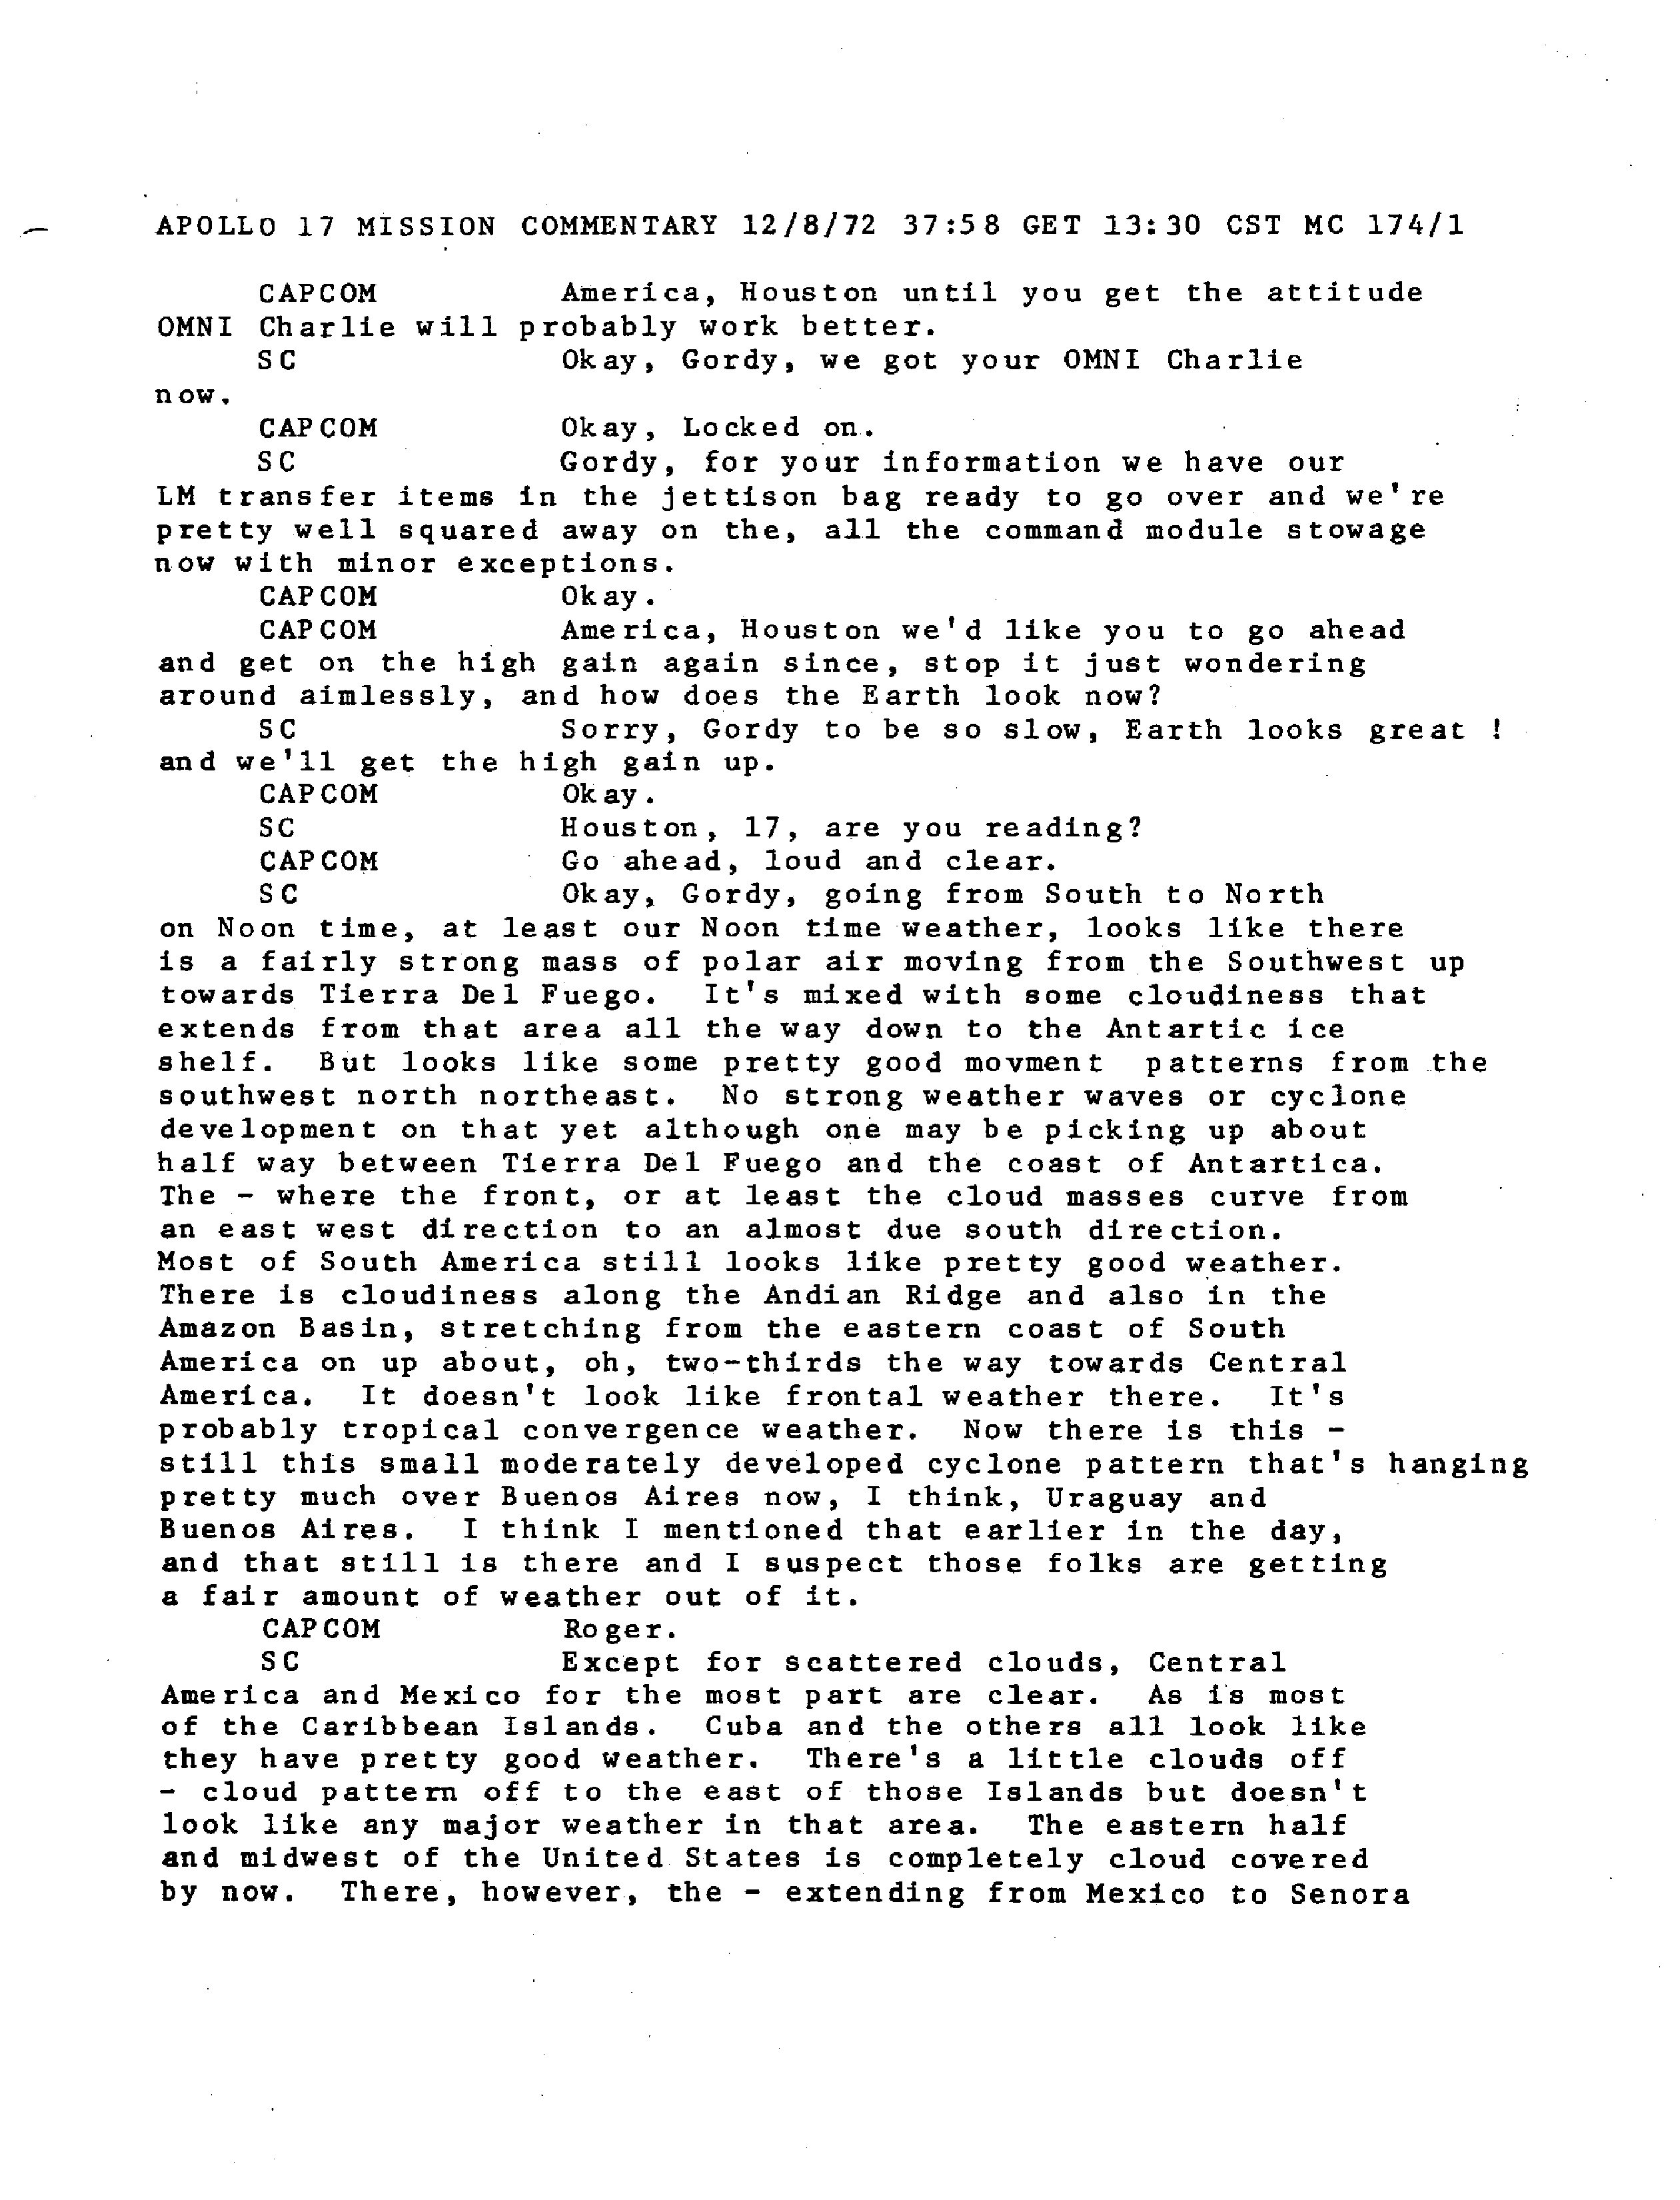 APOLLO 17 MISSION COMMENTARY 12/8/72 37:58 GET 13:30 CST MC 174/1
CAPCOM America, Houston until you get the attitude
OMNI Charlie will probably work better.
SC Okay, Gordy, we got your OMNI Charlie
now.
CAPCOM Okay, Locked on.
SC Gordy, for your information we have our
LM transfer items in the jettison bag ready to go over and we're
pretty well squared away on the, all the command module stowage
now with minor exceptions.
CAPCOM Okay.
CAPCOM America, Houston we'd like you to go ahead
and get on the high gain again since, stop it just wondering
around aimlessly, and how does the Earth look now?
SC Sorry, Gordy to be so slow, Earth looks great !
and we'll get the high gain up.
CAPCOM Okay.
SC Houston, 17, are you reading?
CAPCOM Go ahead, loud and clear.
SC Okay, Gordy, going from South to North
on Noon time, at least our Noon time weather, looks like there
is a fairly strong mass of polar air moving from the Southwest up
towards Tierra Del Fuego. It's mixed with some cloudiness that
extends from that area all the way down to the Antartic ice
shelf. But looks like some pretty good movment patterns from the
southwest north northeast. No strong weather waves or cyclone
development on that yet although one may be picking up about
half way between Tierra Del Fuego and the coast of Antartica.
The - where the front, or at least the cloud masses curve from
an east west direction to an almost due south direction.
Most of South America still looks like pretty good weather.
There is cloudiness along the Andian Ridge and also in the
Amazon Basin, stretching from the eastern coast of South
America on up about, oh, two-thirds the way towards Central
America. It doesn't look like frontal weather there. It's
probably tropical convergence weather. Now there is this -
still this small moderately developed cyclone pattern that's hanging
pretty much over Buenos Aires now, I think, Uraguay and
Buenos Aires. I think I mentioned that earlier in the day,
and that still is there and I suspect those folks are getting
a fair amount of weather out of it.
CAPCOM Roger.
SC Except for scattered clouds, Central
America and Mexico for the most part are clear. As is most
of the Caribbean Islands. Cuba and the others all look like
they have pretty good weather. There's a little clouds off
- cloud pattern off to the east of those Islands but doesn't
look like any major weather in that area. The eastern half
and midwest of the United States is completely cloud covered
by now. There, however, the - extending from Mexico to Senora